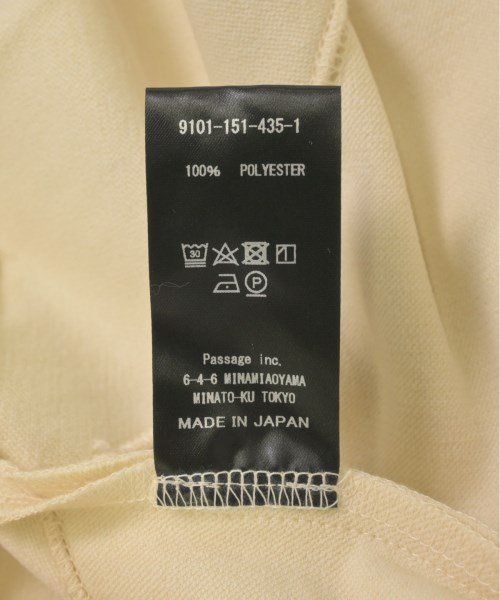 9101-151-435-1
100% POLYESTER
30
P
Passage inc.
6-4-6 MINAMIAOYAMA
MINATO-KU TOKYO
MADE IN JAPAN